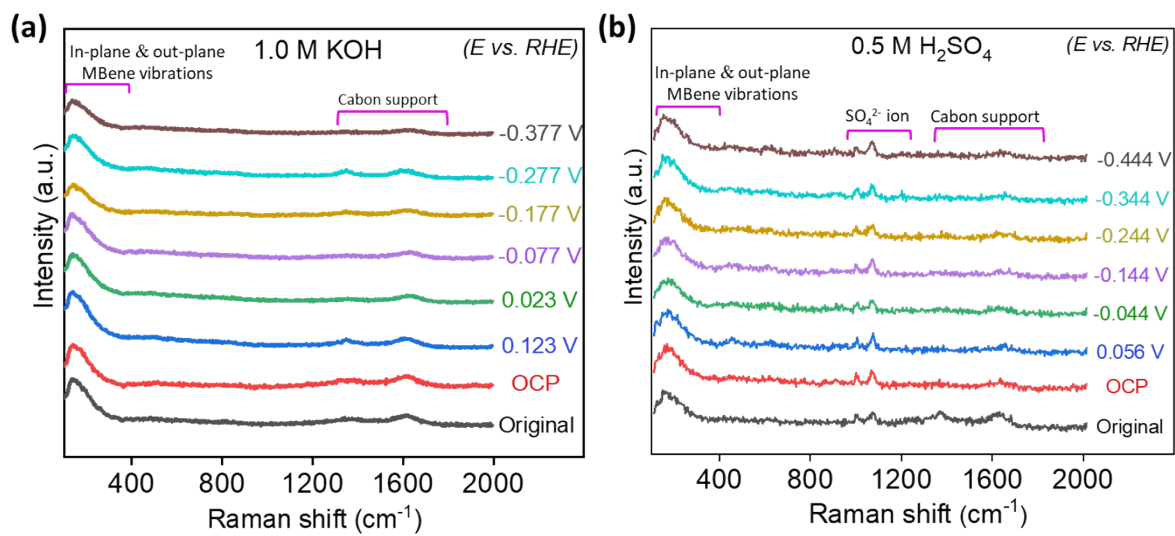 (a)
In-plane & out-plane
MBene vibrations
1.0 M KOH
(E vs. RHE)
Cabon support
-0.377 V
-0.277 V
-0.177 V
-0.077 V
0.023 V
0.123 V
OCP
Original
Intensity (a.u.)
400 800 1200 1600 2000
Raman shift (cm⁻¹)
(b)
0.5 M H₂SO₄
(E vs. RHE)
In-plane & out-plane
MBene vibrations
SO₄²⁻ ion
Cabon support
-0.444 V
-0.344 V
-0.244 V
-0.144 V
-0.044 V
0.056 V
OCP
Original
Intensity (a.u.)
400 800 1200 1600 2000
Raman shift (cm⁻¹)